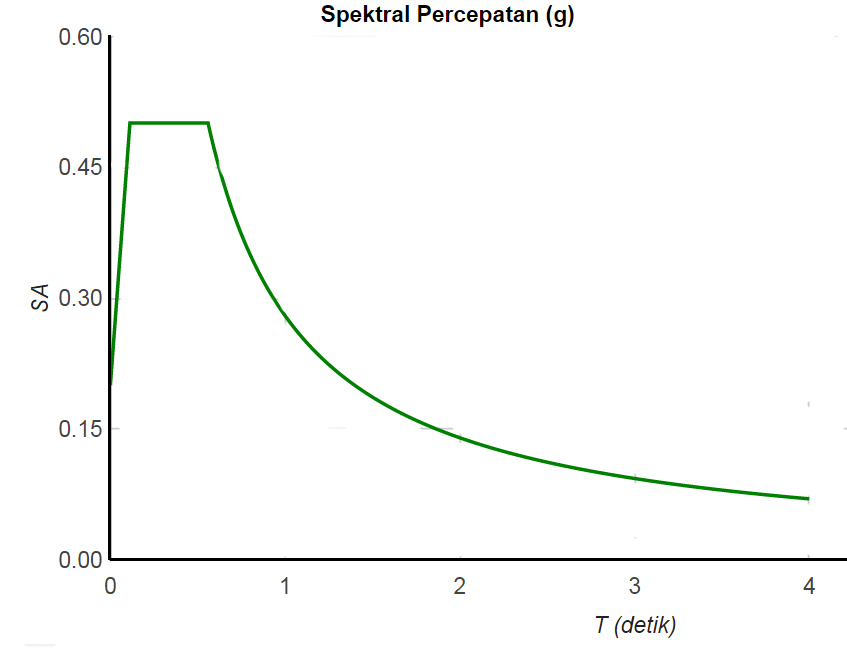 Spektral Percepatan (g)
0.60
0.45
0.30
SA
0.15
0.00
0 1 2 3 4
T (detik)